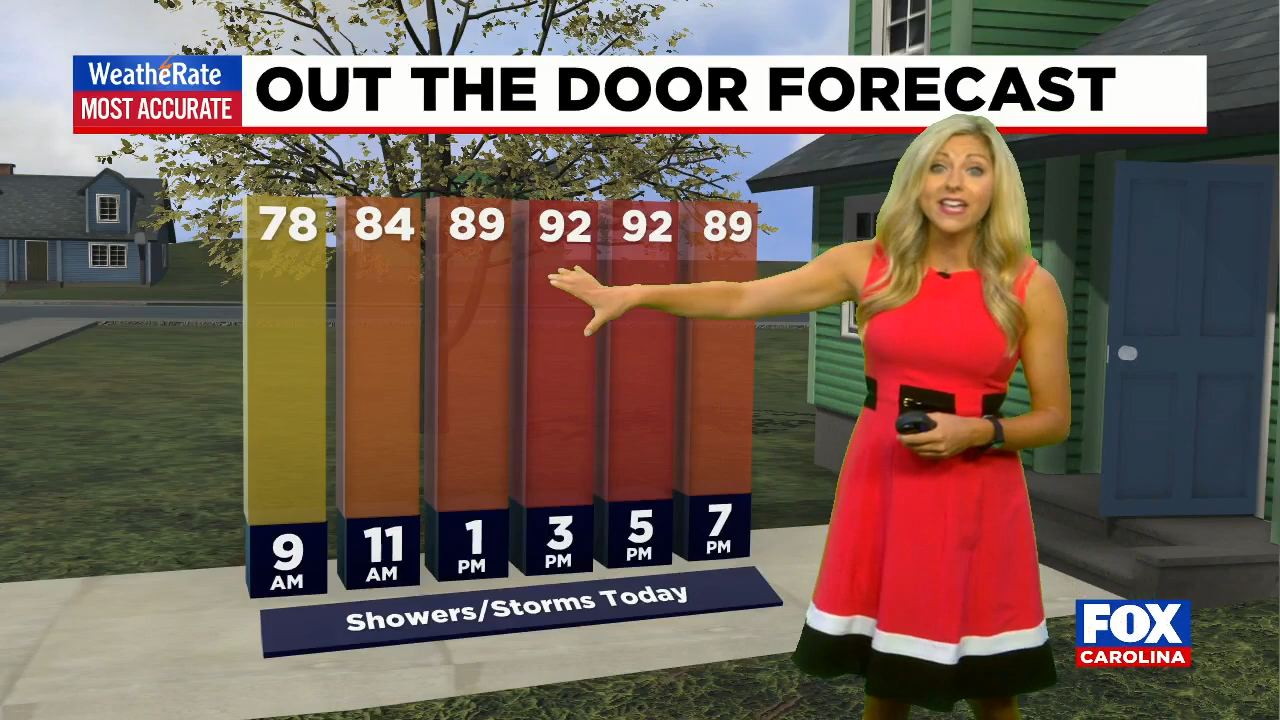 WeatheRate
MOST ACCURATE
OUT THE DOOR FORECAST
78 84 89 92 92 89
9 11 1 3 5 7
AM AM PM PM PM PM
Showers/Storms Today
FOX
CAROLINA